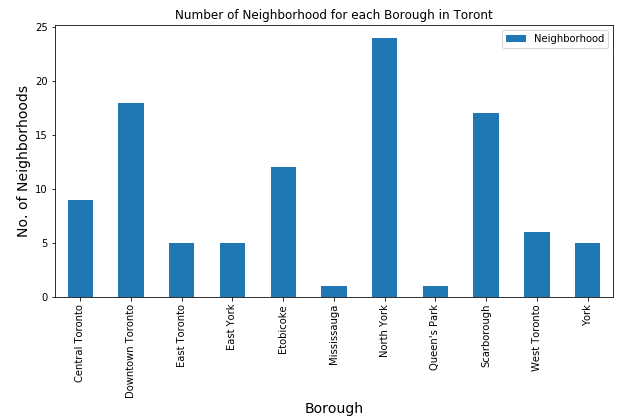 Number of Neighborhood for each Borough in Toront
Neighborhood
No. of Neighborhoods
25
20
15
10
5
0
Central Toronto
Downtown Toronto
East Toronto
East York
Etobicoke
Mississauga
North York
Queen's Park
Scarborough
West Toronto
York
Borough